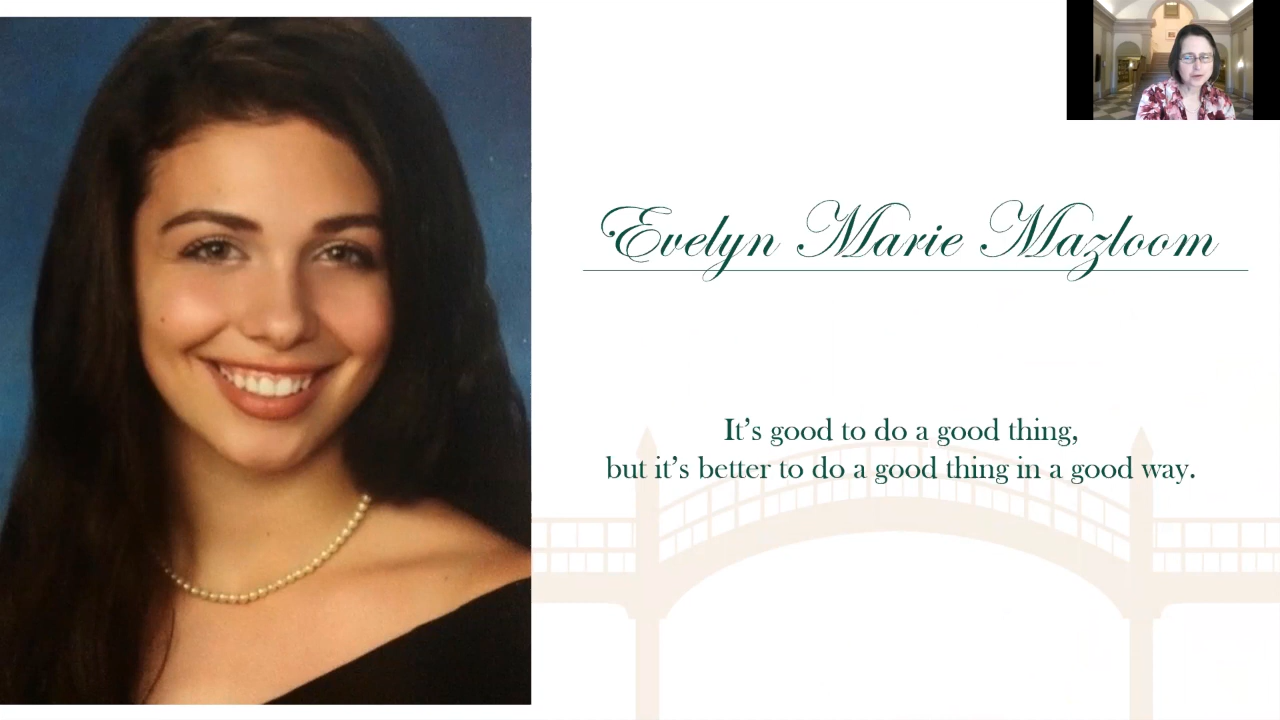 Evelyn Marie Mazloom
It’s good to do a good thing,
but it’s better to do a good thing in a good way.